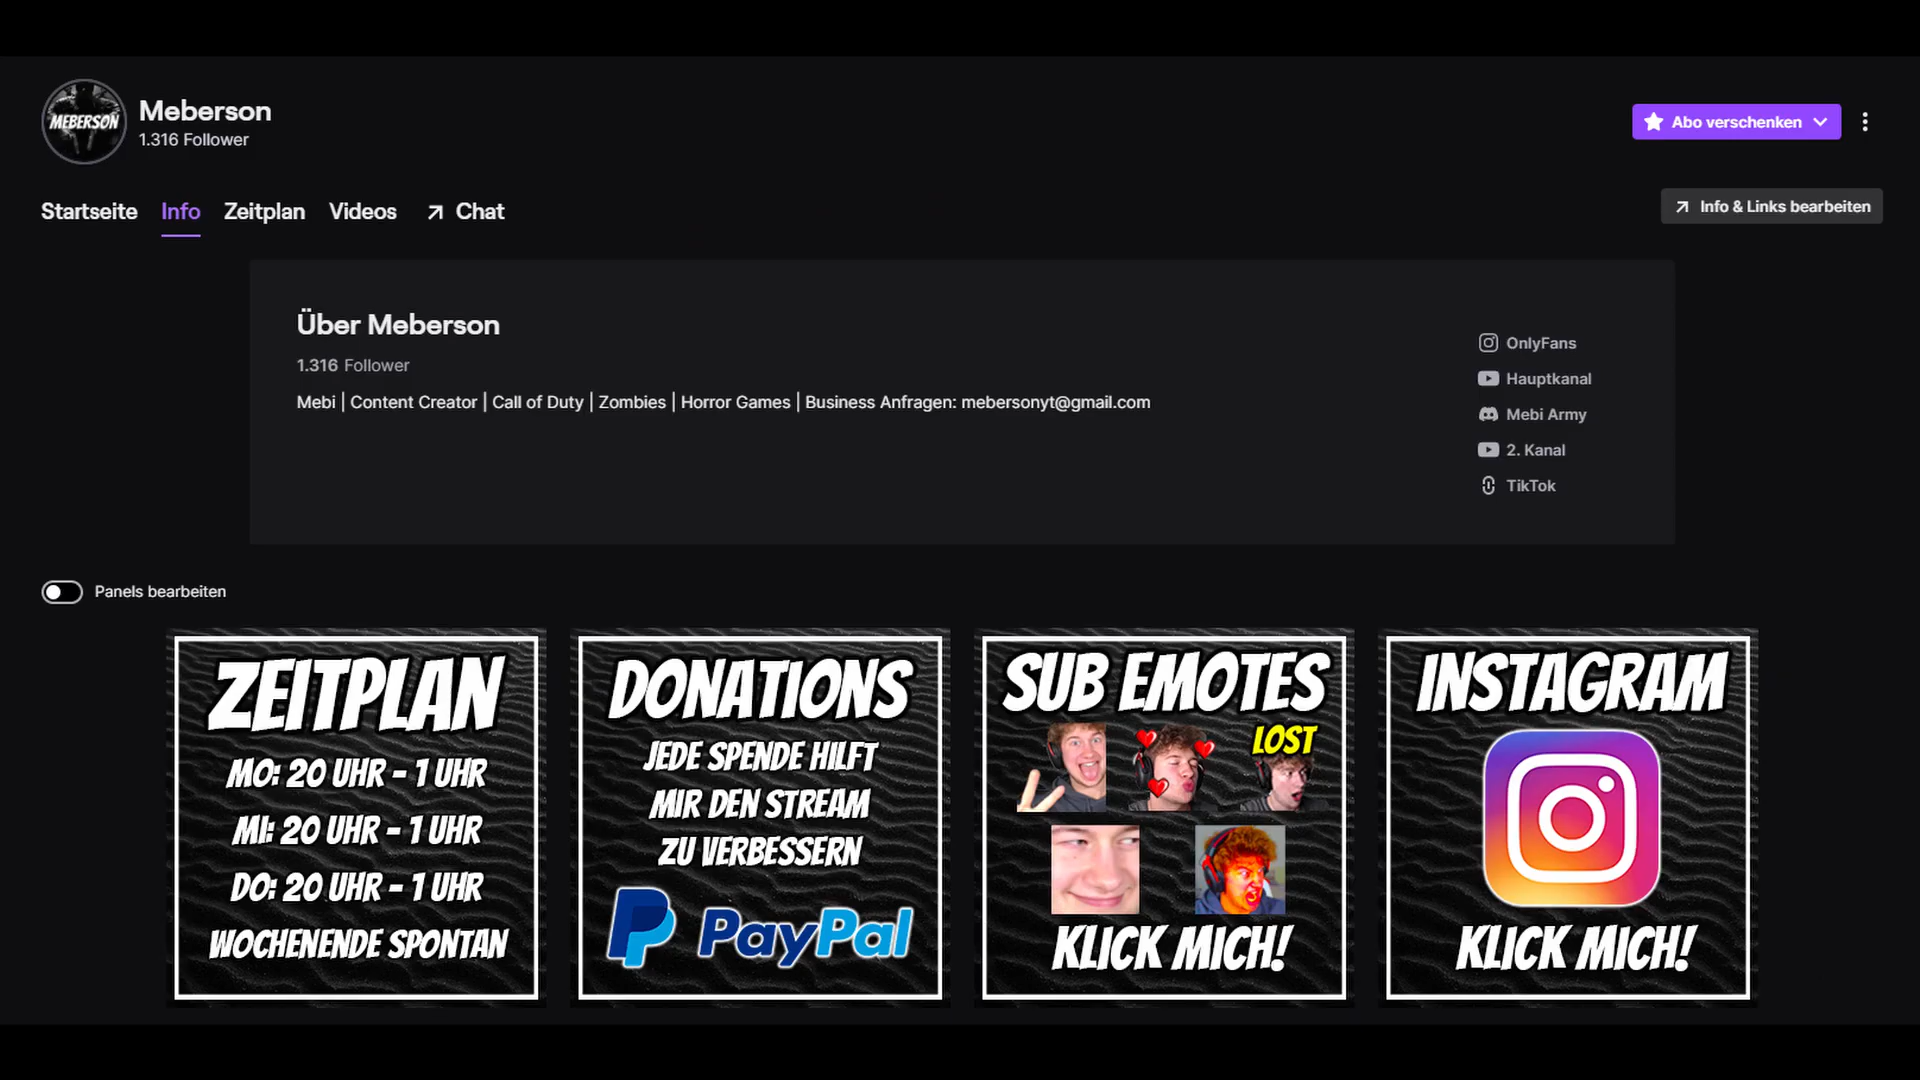 MEBERSON
Meberson
1.316 Follower
Abo verschenken
Startseite
Info
Zeitplan
Videos
Chat
Info & Links bearbeiten
Über Meberson
1.316 Follower
Mebi | Content Creator | Call of Duty | Zombies | Horror Games | Business Anfragen: mebersonyt@gmail.com
OnlyFans
Hauptkanal
Mebi Army
2. Kanal
TikTok
Panels bearbeiten
ZEITPLAN
MO: 20 UHR - 1 UHR
MI: 20 UHR - 1 UHR
DO: 20 UHR - 1 UHR
WOCHENENDE SPONTAN
DONATIONS
JEDE SPENDE HILFT
MIR DEN STREAM
ZU VERBESSERN
PayPal
SUB EMOTES
LOST
KLICK MICH!
INSTAGRAM
KLICK MICH!